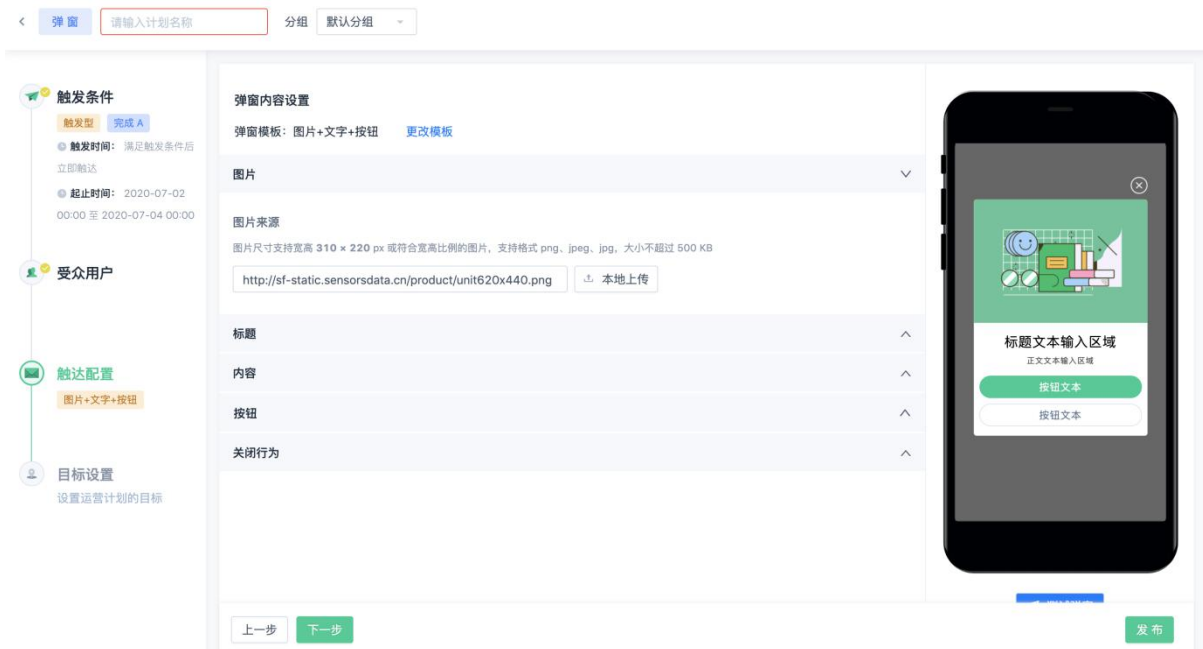 弹窗 请输入计划名称 分组 默认分组
触发条件
触发型 完成 A
触发时间： 满足触发条件后
立即触达
起止时间： 2020-07-02
00:00 至 2020-07-04 00:00
受众用户
触达配置
图片+文字+按钮
目标设置
设置运营计划的目标
弹窗内容设置
弹窗模板：图片+文字+按钮 更改模板
图片
图片来源
图片尺寸支持宽高 310 × 220 px 或符合宽高比例的图片，支持格式 png、jpeg、jpg，大小不超过 500 KB
http://sf-static.sensorsdata.cn/product/unit620x440.png 本地上传
标题
内容
按钮
关闭行为
标题文本输入区域
正文文本输入区域
按钮文本
按钮文本
上一步 下一步 发布